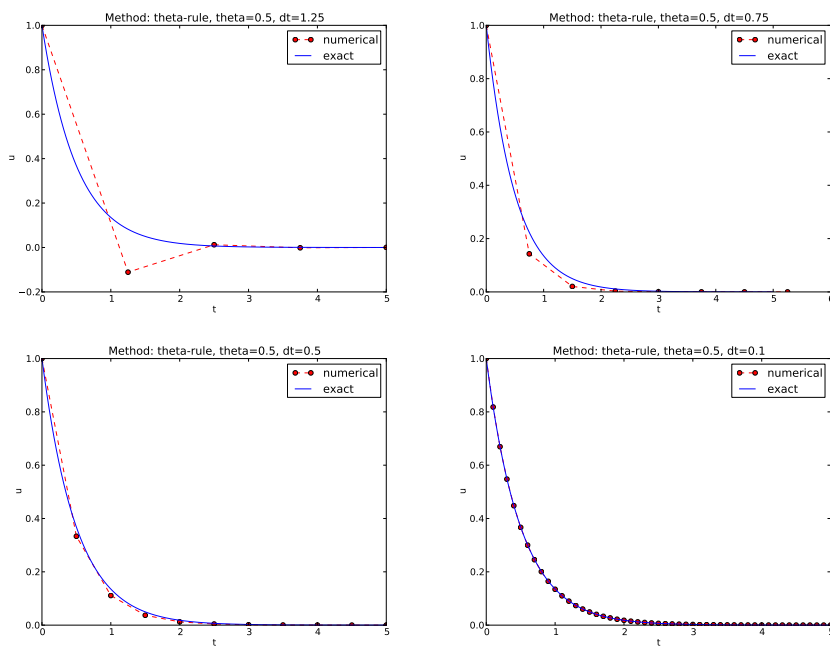 Method: theta-rule, theta=0.5, dt=1.25
numerical
exact
1.0
0.8
0.6
0.4
0.2
0.0
−0.2
u
0
1
2
3
4
5
t
Method: theta-rule, theta=0.5, dt=0.75
numerical
exact
1.0
0.8
0.6
0.4
0.2
0.0
u
0
1
2
3
4
5
6
t
Method: theta-rule, theta=0.5, dt=0.5
numerical
exact
1.0
0.8
0.6
0.4
0.2
0.0
u
0
1
2
3
4
5
t
Method: theta-rule, theta=0.5, dt=0.1
numerical
exact
1.0
0.8
0.6
0.4
0.2
0.0
u
0
1
2
3
4
5
t